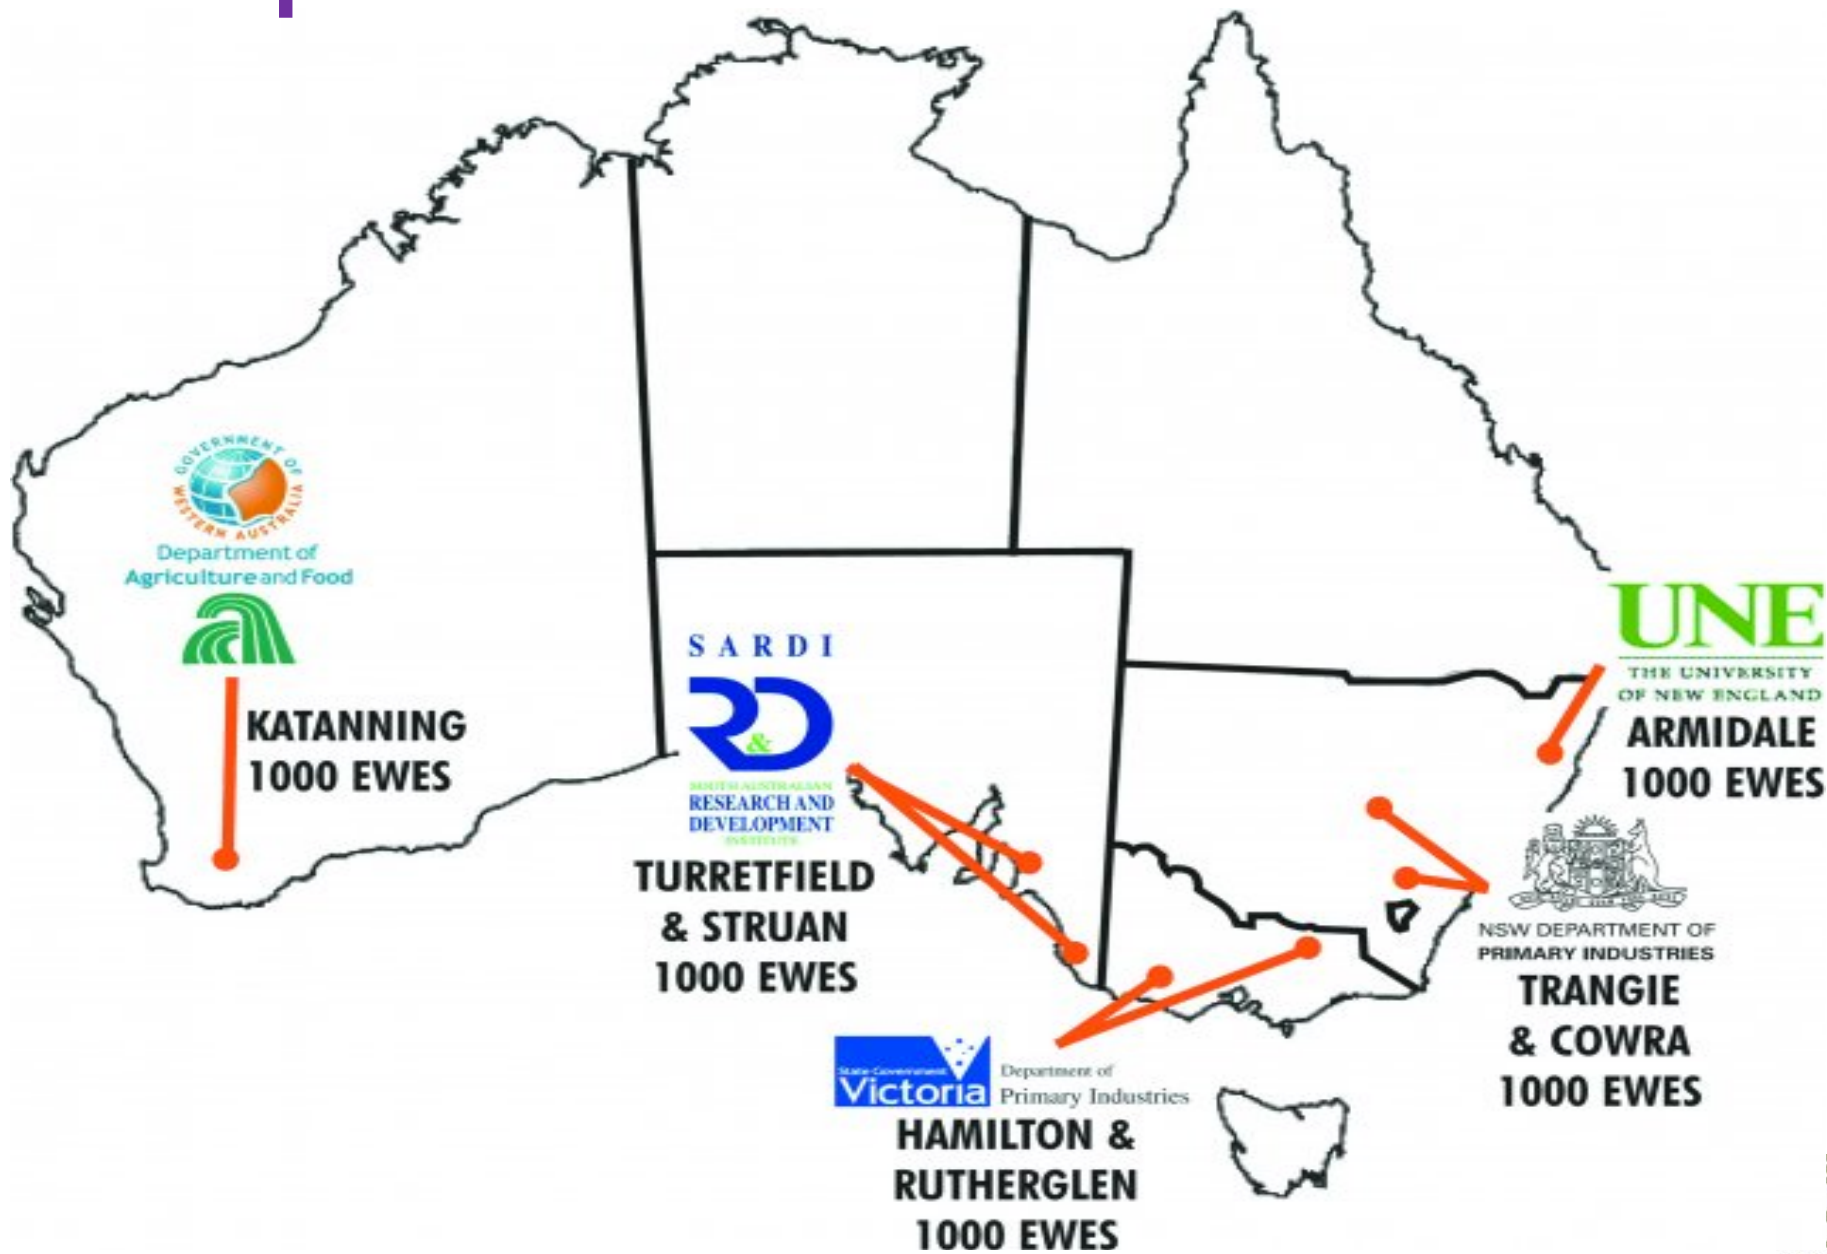 GOVERNMENT OF
WESTERN AUSTRALIA
Department of
Agriculture and Food
KATANNING
1000 EWES
SARDI
R&D
SOUTH AUSTRALIAN
RESEARCH AND
DEVELOPMENT
INSTITUTE
TURRETFIELD
& STRUAN
1000 EWES
UNE
THE UNIVERSITY
OF NEW ENGLAND
ARMIDALE
1000 EWES
NSW DEPARTMENT OF
PRIMARY INDUSTRIES
TRANGIE
& COWRA
1000 EWES
State Government
Victoria
Department of
Primary Industries
HAMILTON &
RUTHERGLEN
1000 EWES